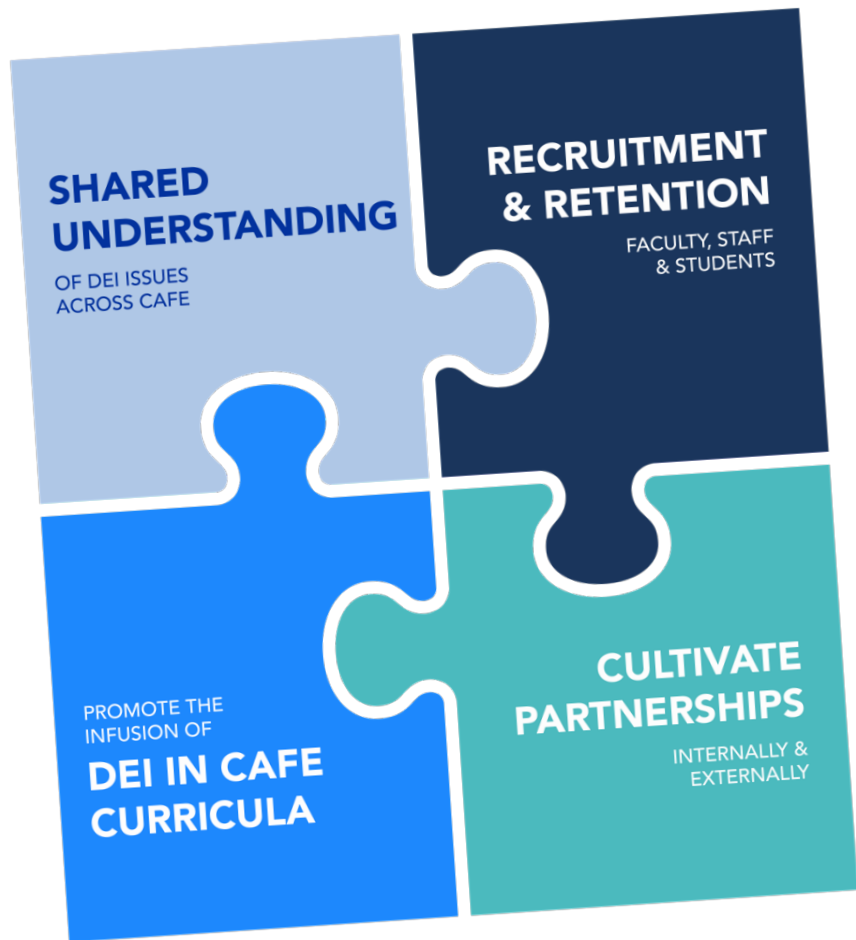 SHARED
UNDERSTANDING
OF DEI ISSUES
ACROSS CAFE
RECRUITMENT
& RETENTION
FACULTY, STAFF
& STUDENTS
PROMOTE THE
INFUSION OF
DEI IN CAFE
CURRICULA
CULTIVATE
PARTNERSHIPS
INTERNALLY &
EXTERNALLY